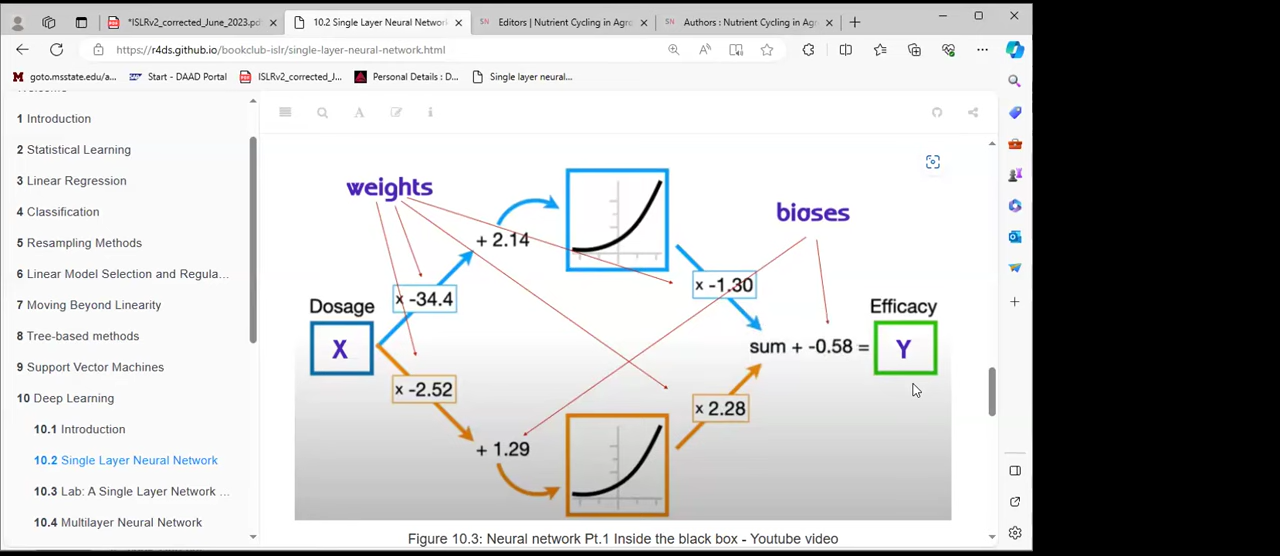 *ISLRv2_corrected_June_2023.pd
10.2 Single Layer Neural Networ
SN Editors | Nutrient Cycling in Agro
SN Authors : Nutrient Cycling in Agr
https://r4ds.github.io/bookclub-islr/single-layer-neural-network.html
goto.msstate.edu/a...
Start - DAAD Portal
ISLRv2_corrected_J...
Personal Details : D...
Single layer neural...
1 Introduction
2 Statistical Learning
3 Linear Regression
4 Classification
5 Resampling Methods
6 Linear Model Selection and Regula...
7 Moving Beyond Linearity
8 Tree-based methods
9 Support Vector Machines
10 Deep Learning
10.1 Introduction
10.2 Single Layer Neural Network
10.3 Lab: A Single Layer Network ...
10.4 Multilayer Neural Network
weights
biases
+ 2.14
x -34.4
x -1.30
Dosage
Efficacy
X
sum + -0.58 =
Y
x -2.52
x 2.28
+ 1.29
Figure 10.3: Neural network Pt.1 Inside the black box - Youtube video